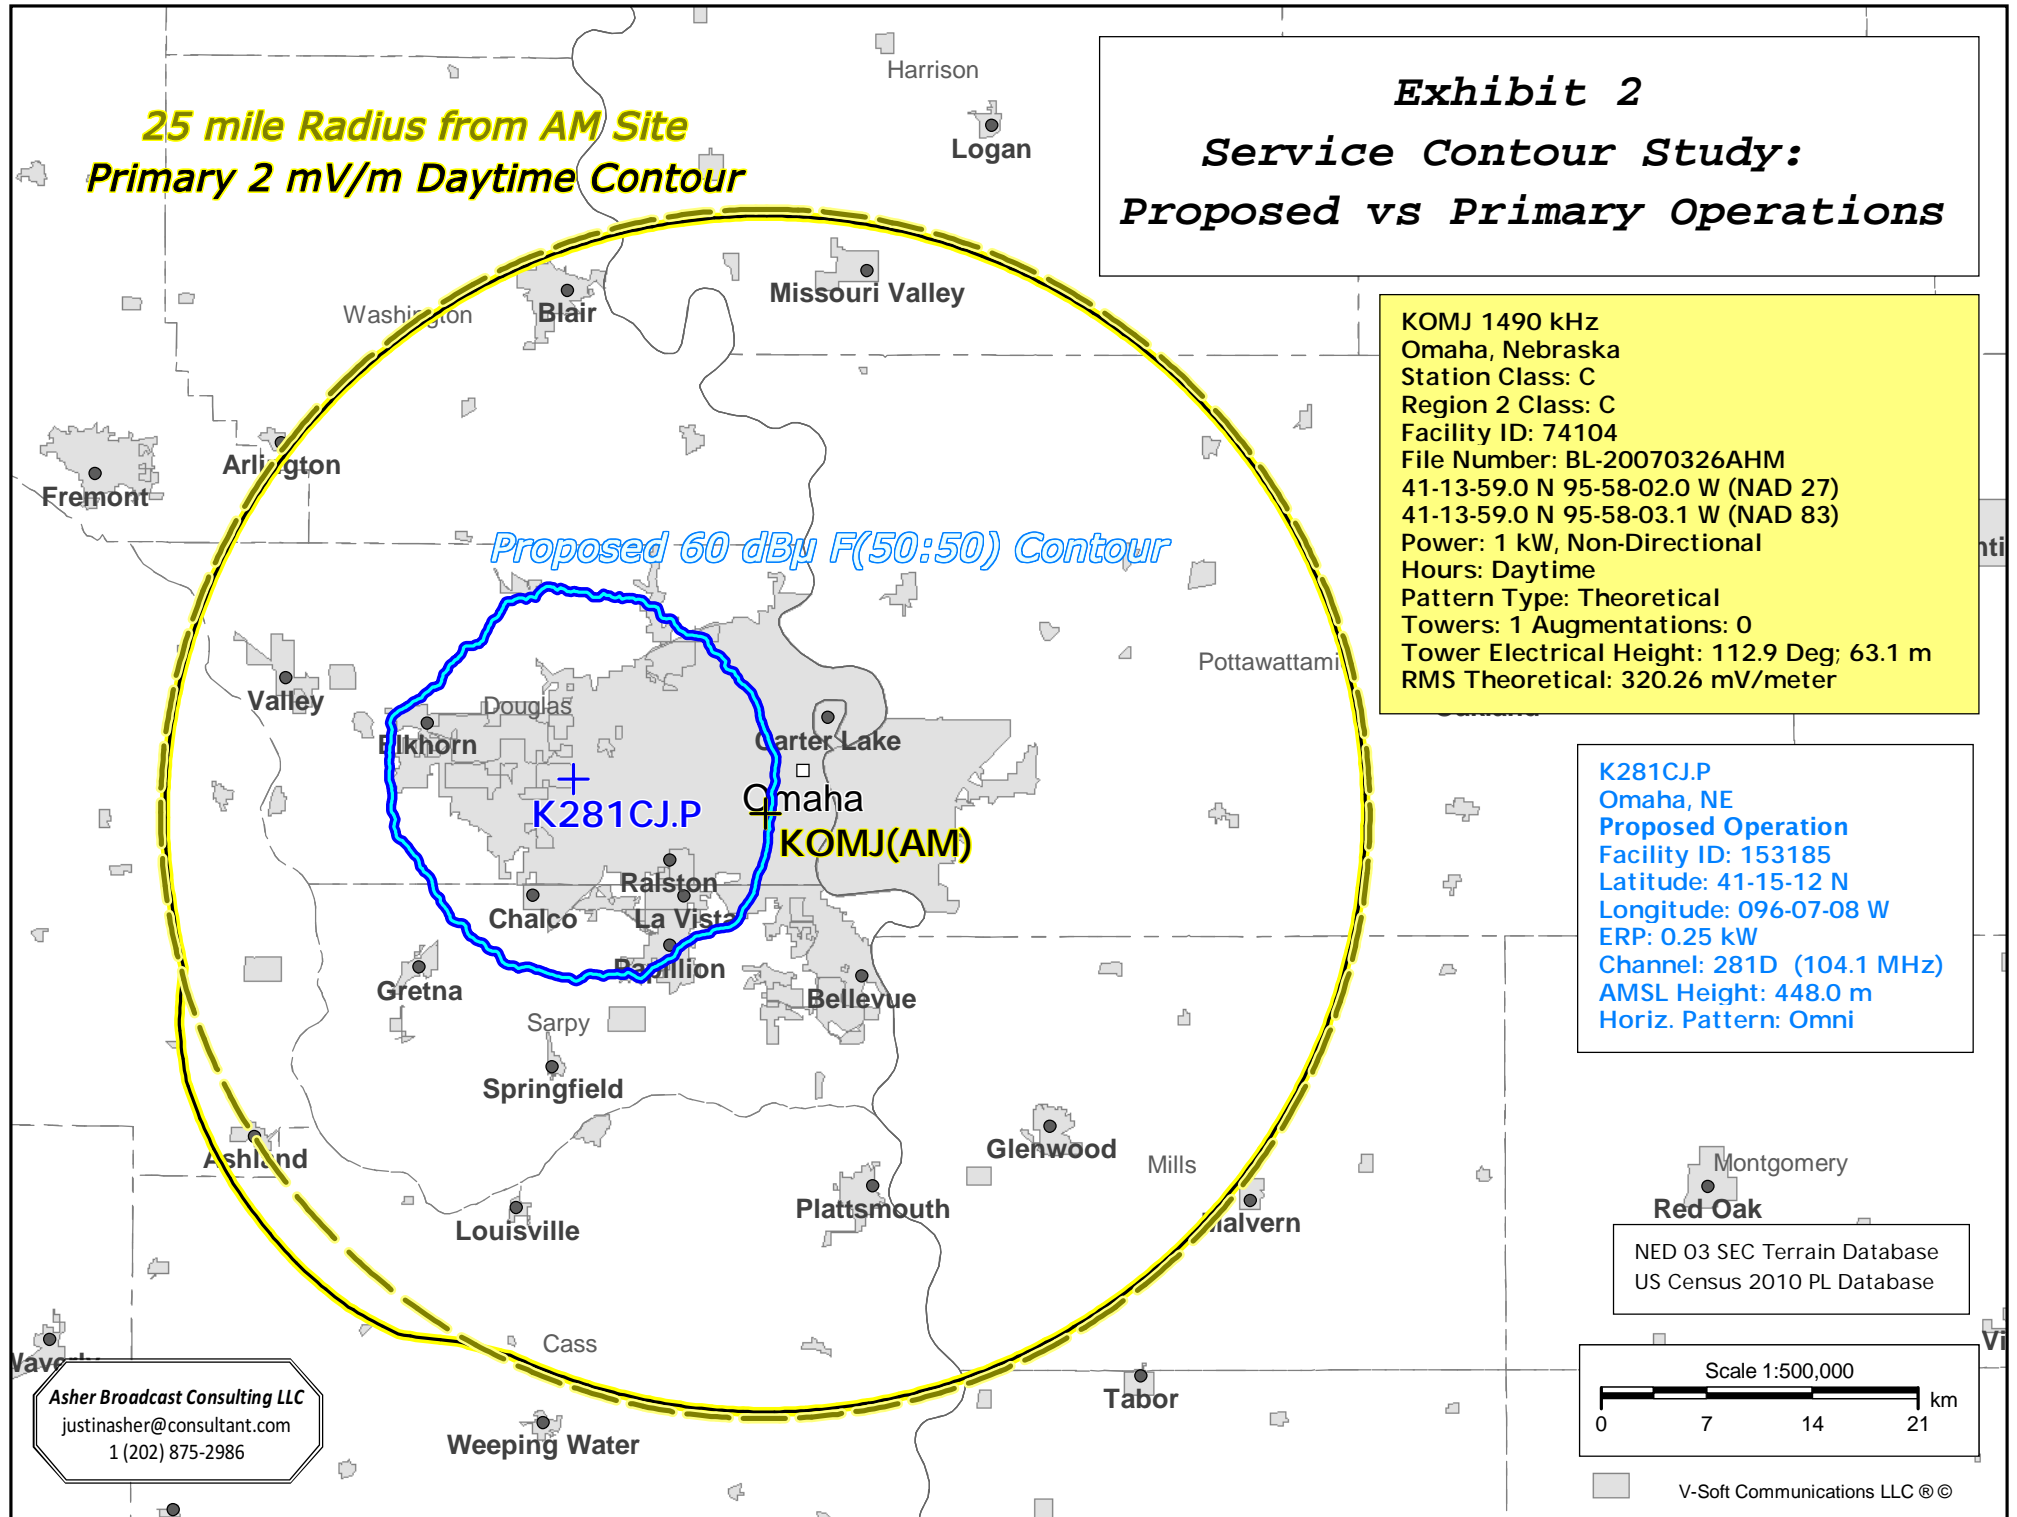 Exhibit 2
Service Contour Study:
Proposed vs Primary Operations
25 mile Radius from AM Site
Primary 2 mV/m Daytime Contour
Harrison
Logan
Washington
Blair
Missouri Valley
Arlington
Fremont
KOMJ 1490 kHz
Omaha, Nebraska
Station Class: C
Region 2 Class: C
Facility ID: 74104
File Number: BL-20070326AHM
41-13-59.0 N 95-58-02.0 W (NAD 27)
41-13-59.0 N 95-58-03.1 W (NAD 83)
Power: 1 kW, Non-Directional
Hours: Daytime
Pattern Type: Theoretical
Towers: 1 Augmentations: 0
Tower Electrical Height: 112.9 Deg; 63.1 m
RMS Theoretical: 320.26 mV/meter
Proposed 60 dBµ F(50:50) Contour
Pottawattami
Valley
Douglas
Elkhorn
Carter Lake
K281CJ.P
Omaha
KOMJ(AM)
Ralston
Chalco
La Vista
Papillion
Gretna
Bellevue
Sarpy
Springfield
K281CJ.P
Omaha, NE
Proposed Operation
Facility ID: 153185
Latitude: 41-15-12 N
Longitude: 096-07-08 W
ERP: 0.25 kW
Channel: 281D (104.1 MHz)
AMSL Height: 448.0 m
Horiz. Pattern: Omni
Ashland
Glenwood
Mills
Montgomery
Louisville
Plattsmouth
Malvern
Red Oak
NED 03 SEC Terrain Database
US Census 2010 PL Database
Cass
Tabor
Weeping Water
Asher Broadcast Consulting LLC
justinasher@consultant.com
1 (202) 875-2986
Scale 1:500,000
km
0 7 14 21
V-Soft Communications LLC ® ©